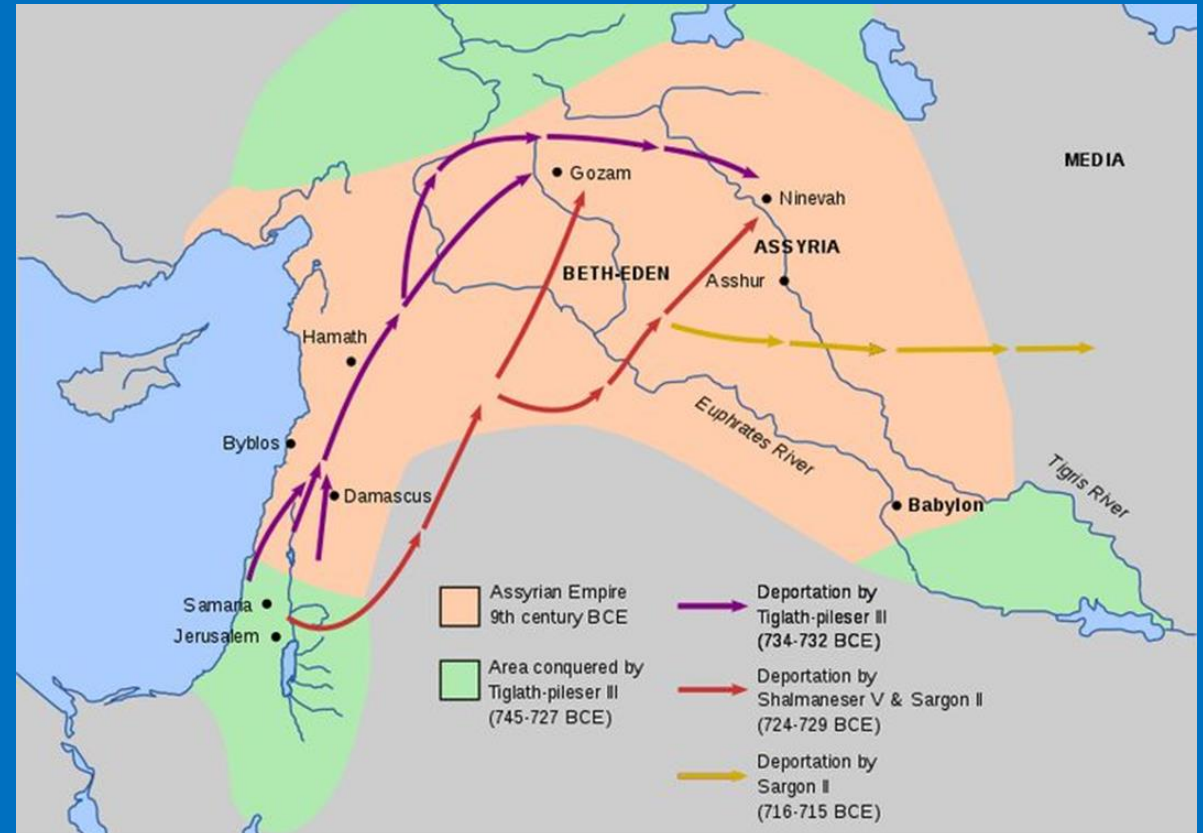 MEDIA
Gozam
Ninevah
ASSYRIA
BETH-EDEN
Asshur
Hamath
Euphrates River
Byblos
Tigris River
Damascus
Babylon
Samaria
Jerusalem
Assyrian Empire
9th century BCE
Area conquered by
Tiglath-pileser III
(745-727 BCE)
Deportation by
Tiglath-pileser III
(734-732 BCE)
Deportation by
Shalmaneser V & Sargon II
(724-729 BCE)
Deportation by
Sargon II
(716-715 BCE)